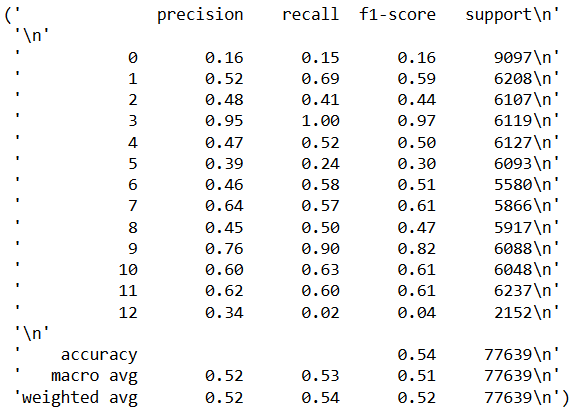 ('              precision    recall  f1-score   support\n'
'\n'
'           0       0.16      0.15      0.16      9097\n'
'           1       0.52      0.69      0.59      6208\n'
'           2       0.48      0.41      0.44      6107\n'
'           3       0.95      1.00      0.97      6119\n'
'           4       0.47      0.52      0.50      6127\n'
'           5       0.39      0.24      0.30      6093\n'
'           6       0.46      0.58      0.51      5580\n'
'           7       0.64      0.57      0.61      5866\n'
'           8       0.45      0.50      0.47      5917\n'
'           9       0.76      0.90      0.82      6088\n'
'          10       0.60      0.63      0.61      6048\n'
'          11       0.62      0.60      0.61      6237\n'
'          12       0.34      0.02      0.04      2152\n'
'\n'
'    accuracy                           0.54     77639\n'
'   macro avg       0.52      0.53      0.51     77639\n'
'weighted avg       0.52      0.54      0.52     77639\n')